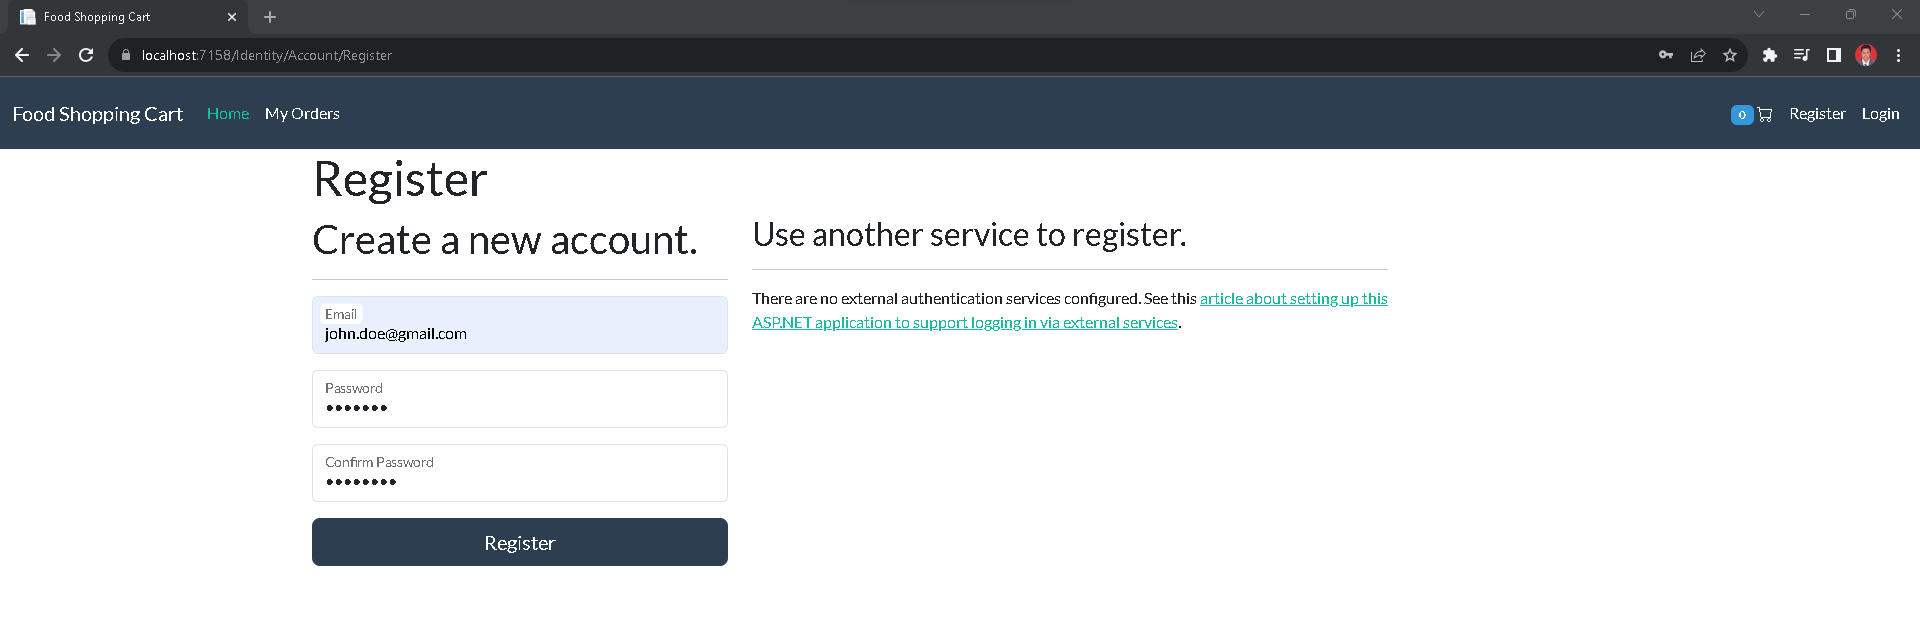 Food Shopping Cart
localhost:7158/Identity/Account/Register
Food Shopping Cart Home My Orders 0 Register Login
Register
Create a new account.
Email
john.doe@gmail.com
Password
•••••••
Confirm Password
••••••••
Register
Use another service to register.
There are no external authentication services configured. See this article about setting up this
ASP.NET application to support logging in via external services.